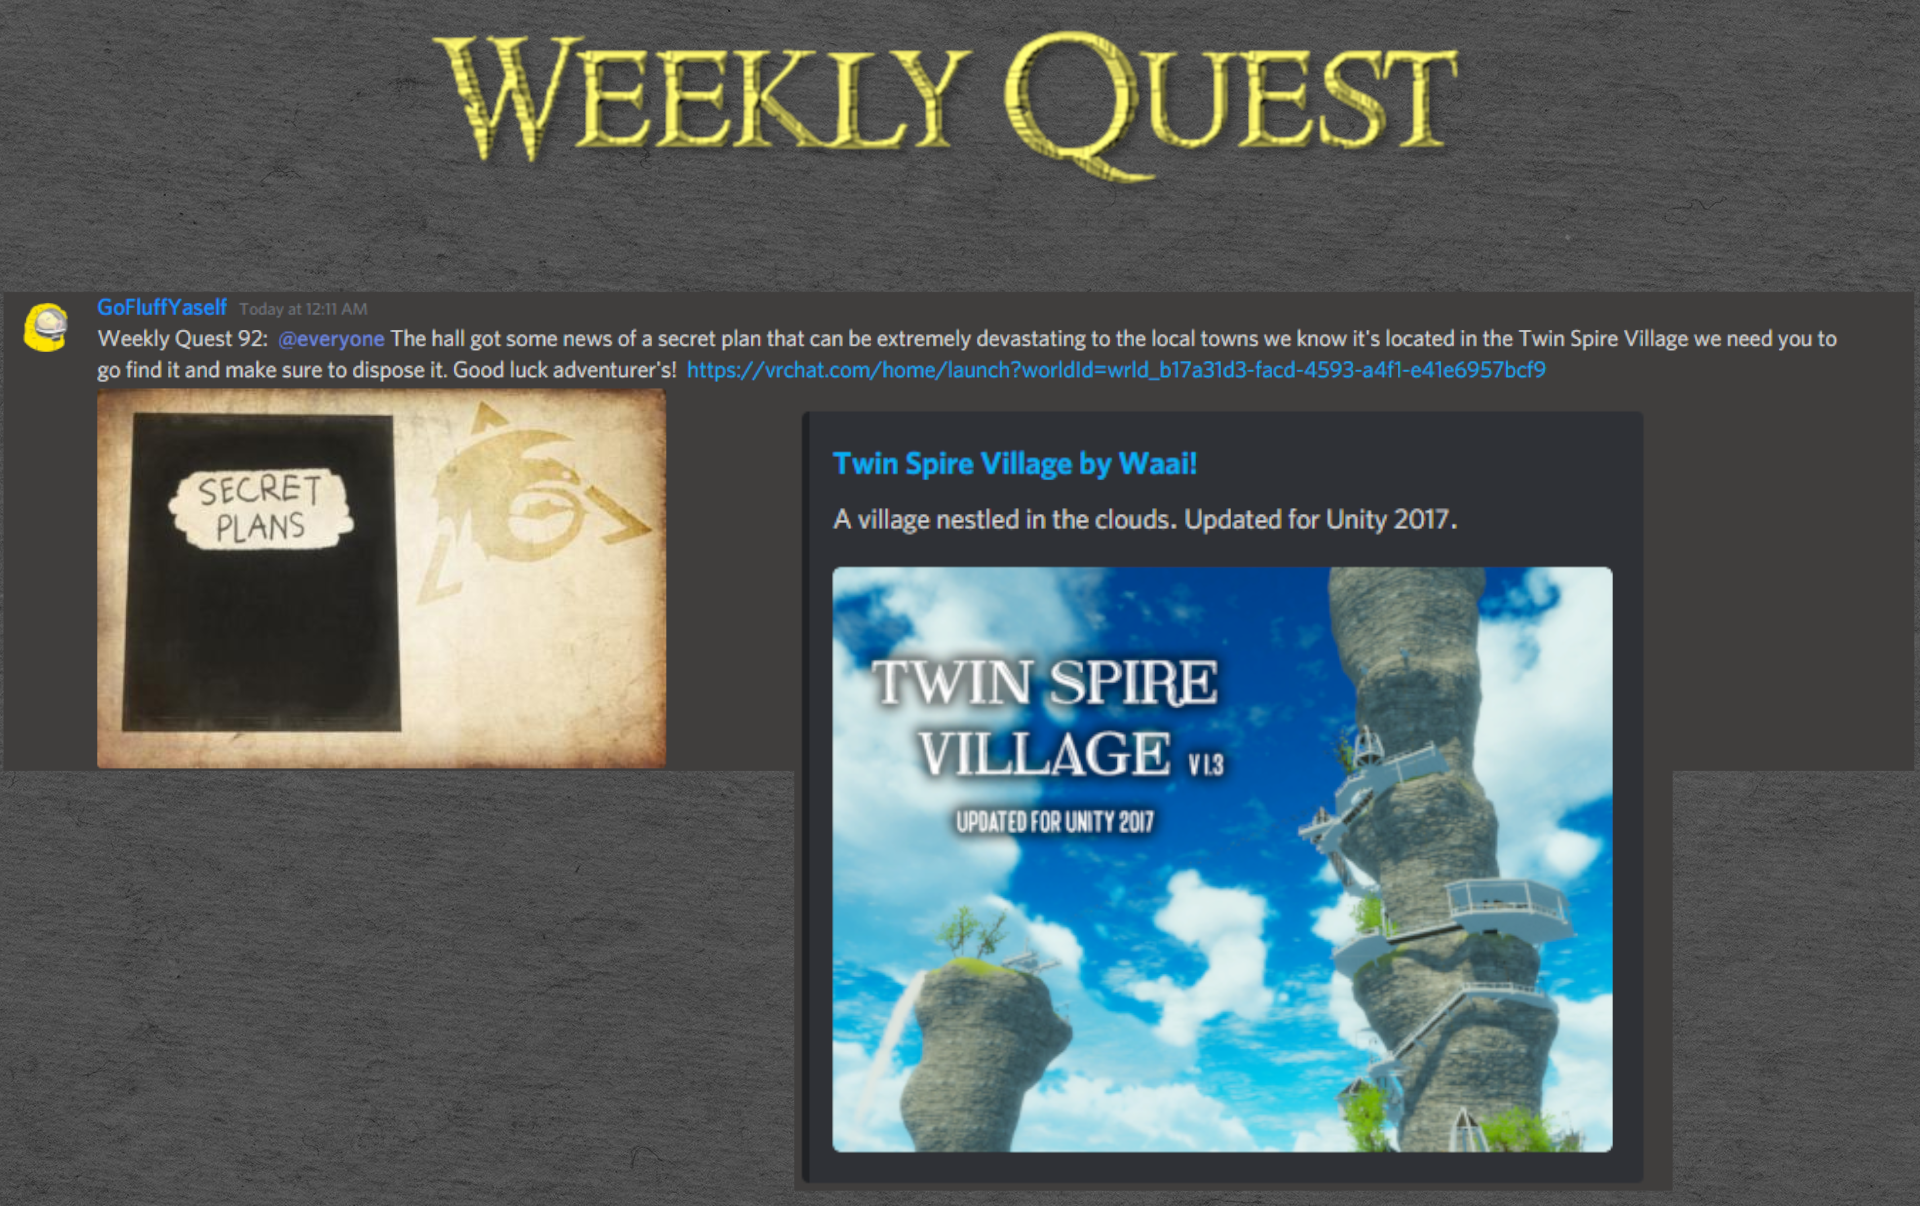 WEEKLY QUEST
GoFluffYaself Today at 12:11 AM
Weekly Quest 92: @everyone The hall got some news of a secret plan that can be extremely devastating to the local towns we know it's located in the Twin Spire Village we need you to
go find it and make sure to dispose it. Good luck adventurer's! https://vrchat.com/home/launch?worldId=wrld_b17a31d3-facd-4593-a4f1-e41e6957bcf9
SECRET
PLANS
Twin Spire Village by Waai!
A village nestled in the clouds. Updated for Unity 2017.
TWIN SPIRE
VILLAGE V1.3
UPDATED FOR UNITY 2017